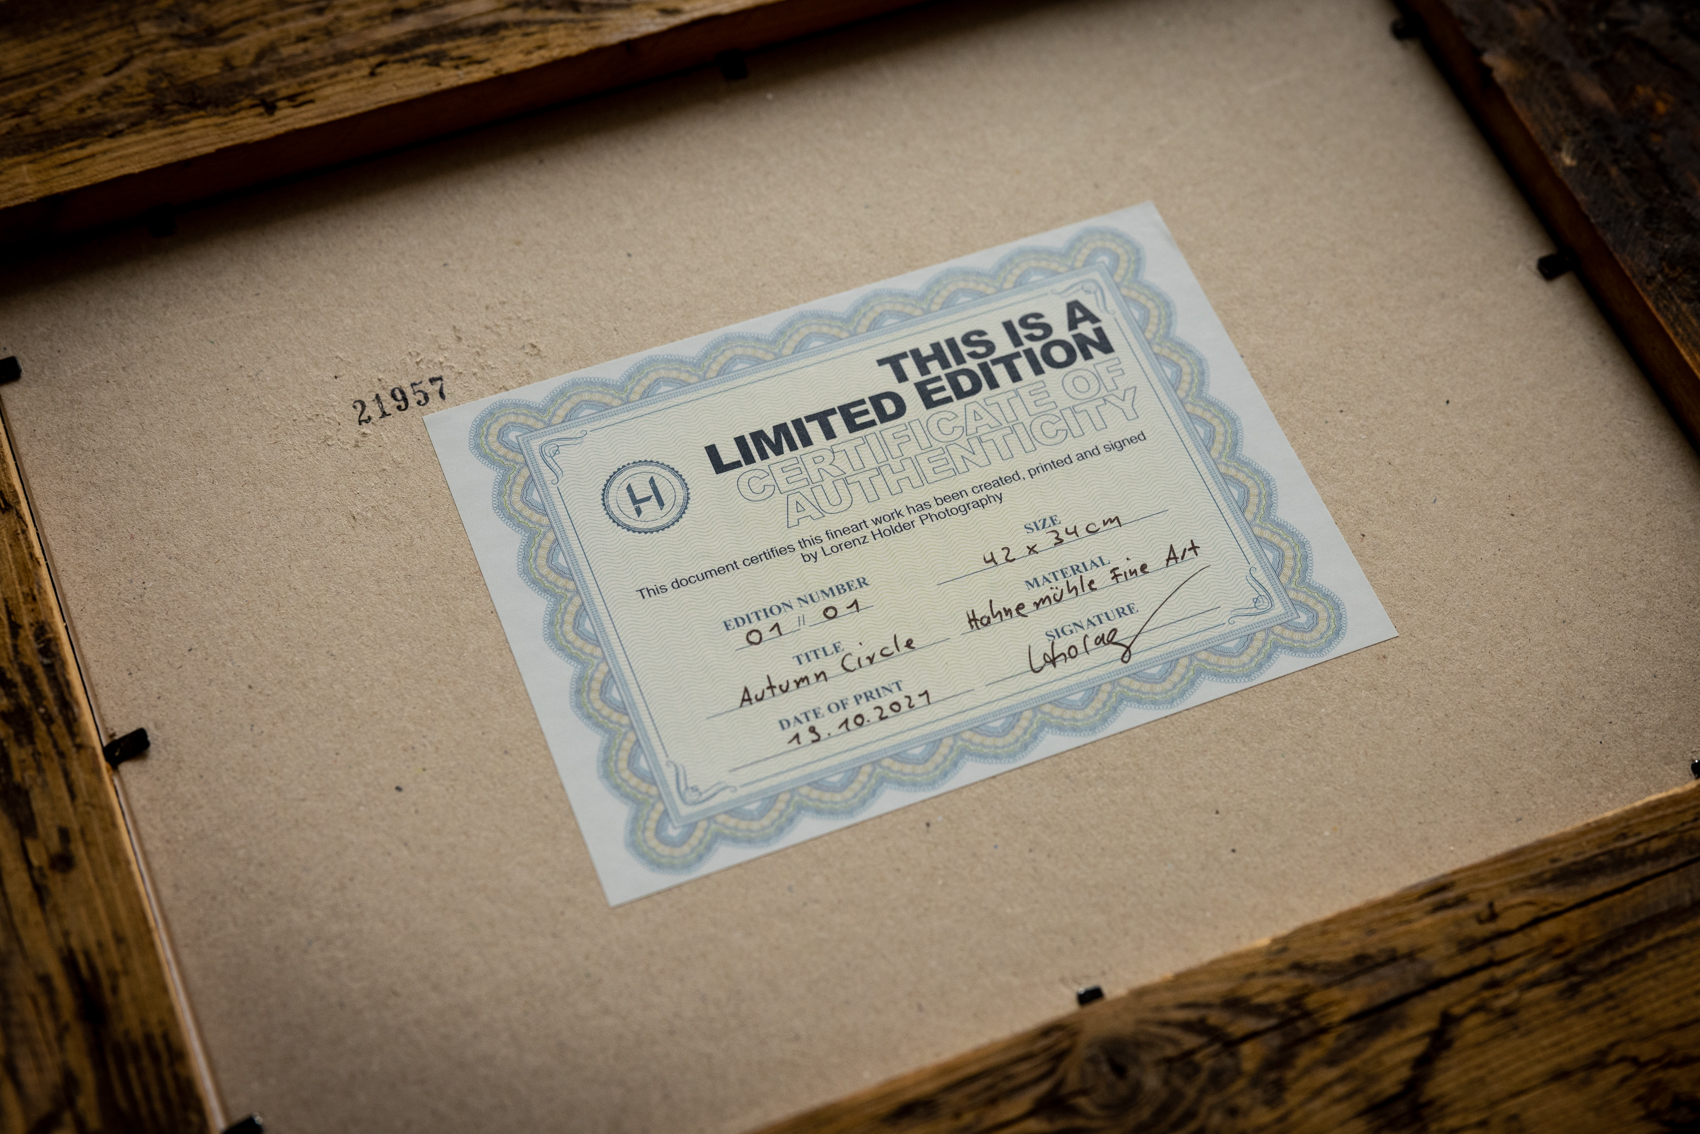 21957
THIS IS A
LIMITED EDITION
CERTIFICATE OF
AUTHENTICITY
This document certifies this fineart work has been created, printed and signed
by Lorenz Holder Photography
H
EDITION NUMBER
01 // 01
TITLE
Autumn Circle
DATE OF PRINT
13.10.2021
SIZE
42 x 34 cm
MATERIAL
Hahnemühle Fine Art
SIGNATURE